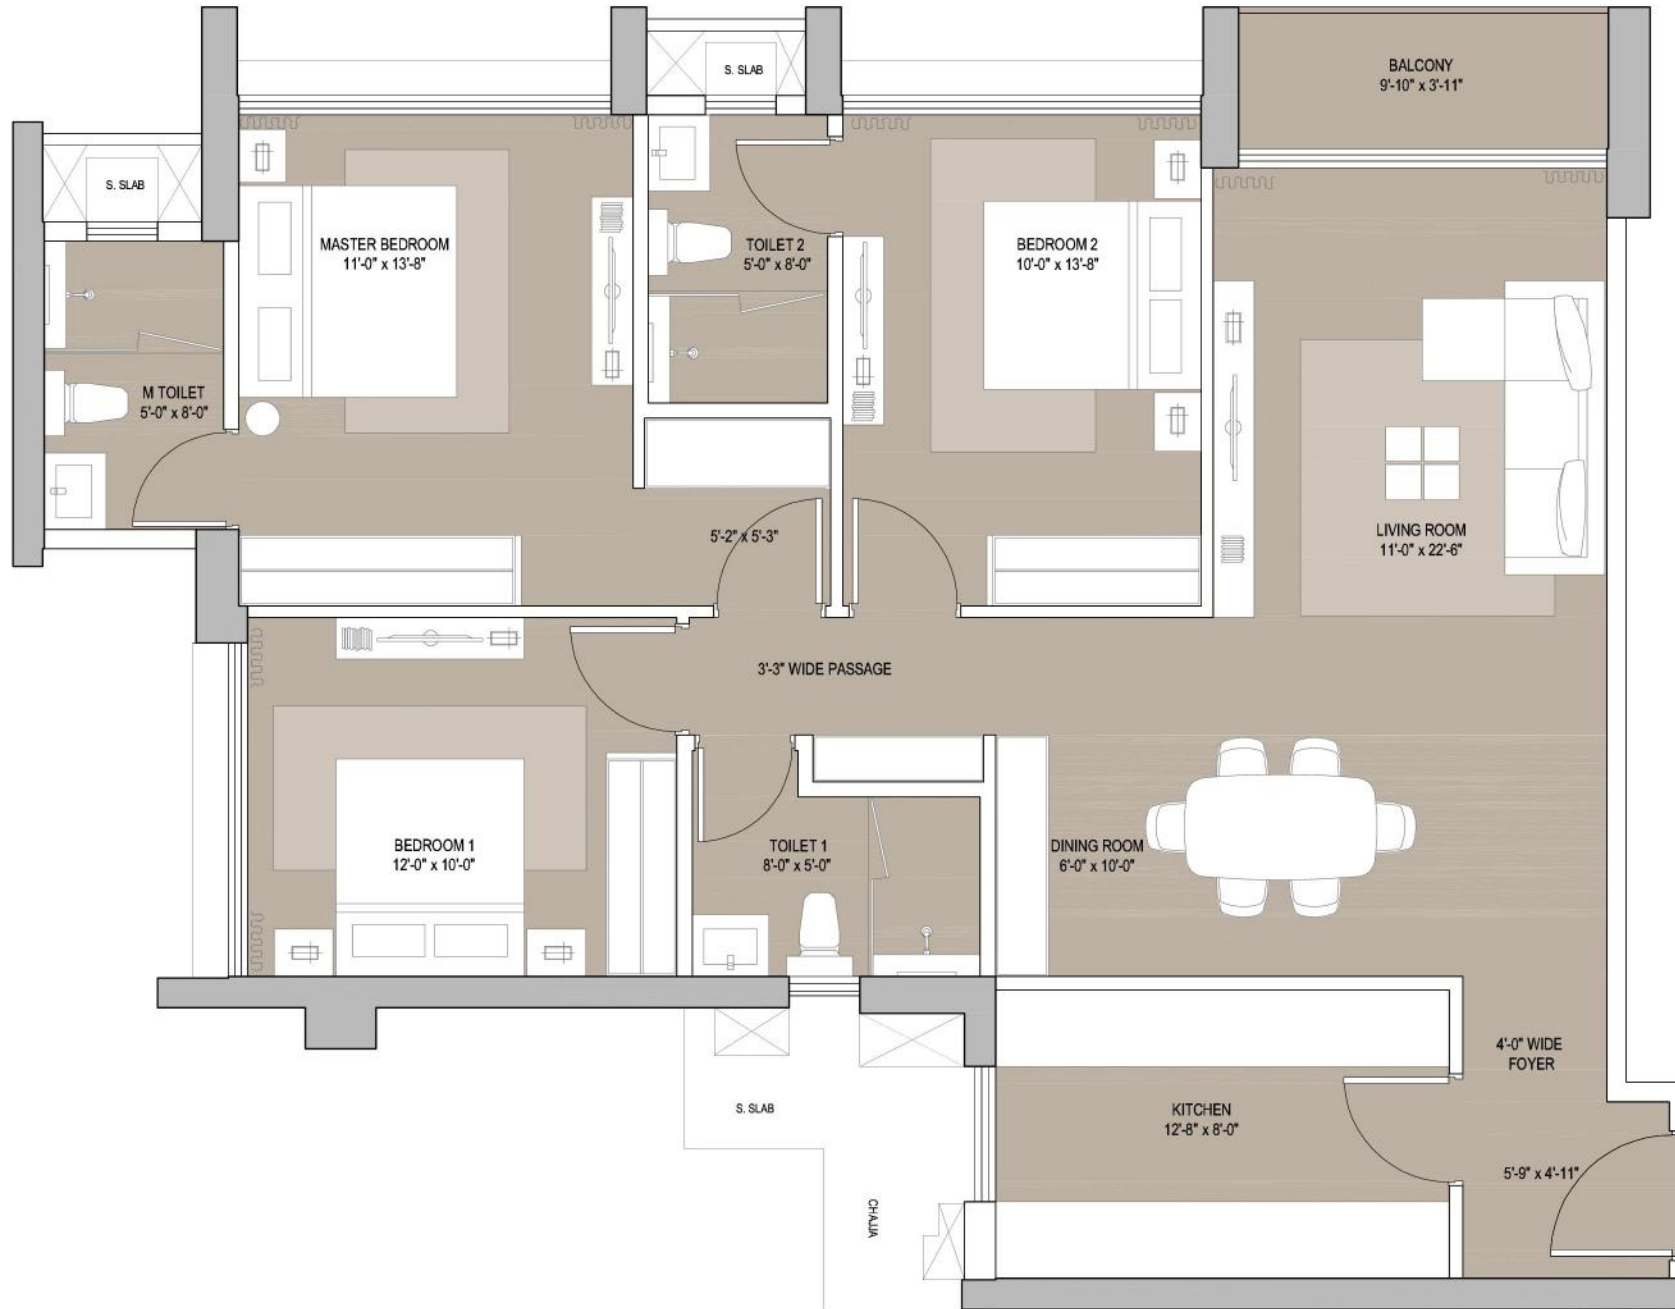 BALCONY
9'-10" x 3'-11"
S. SLAB
S. SLAB
MASTER BEDROOM
11'-0" x 13'-8"
TOILET 2
5'-0" x 8'-0"
BEDROOM 2
10'-0" x 13'-8"
M TOILET
5'-0" x 8'-0"
LIVING ROOM
11'-0" x 22'-6"
5'-2" x 5'-3"
3'-3" WIDE PASSAGE
BEDROOM 1
12'-0" x 10'-0"
TOILET 1
8'-0" x 5'-0"
DINING ROOM
6'-0" x 10'-0"
4'-0" WIDE
FOYER
S. SLAB
KITCHEN
12'-8" x 8'-0"
5'-9" x 4'-11"
CHAJJA